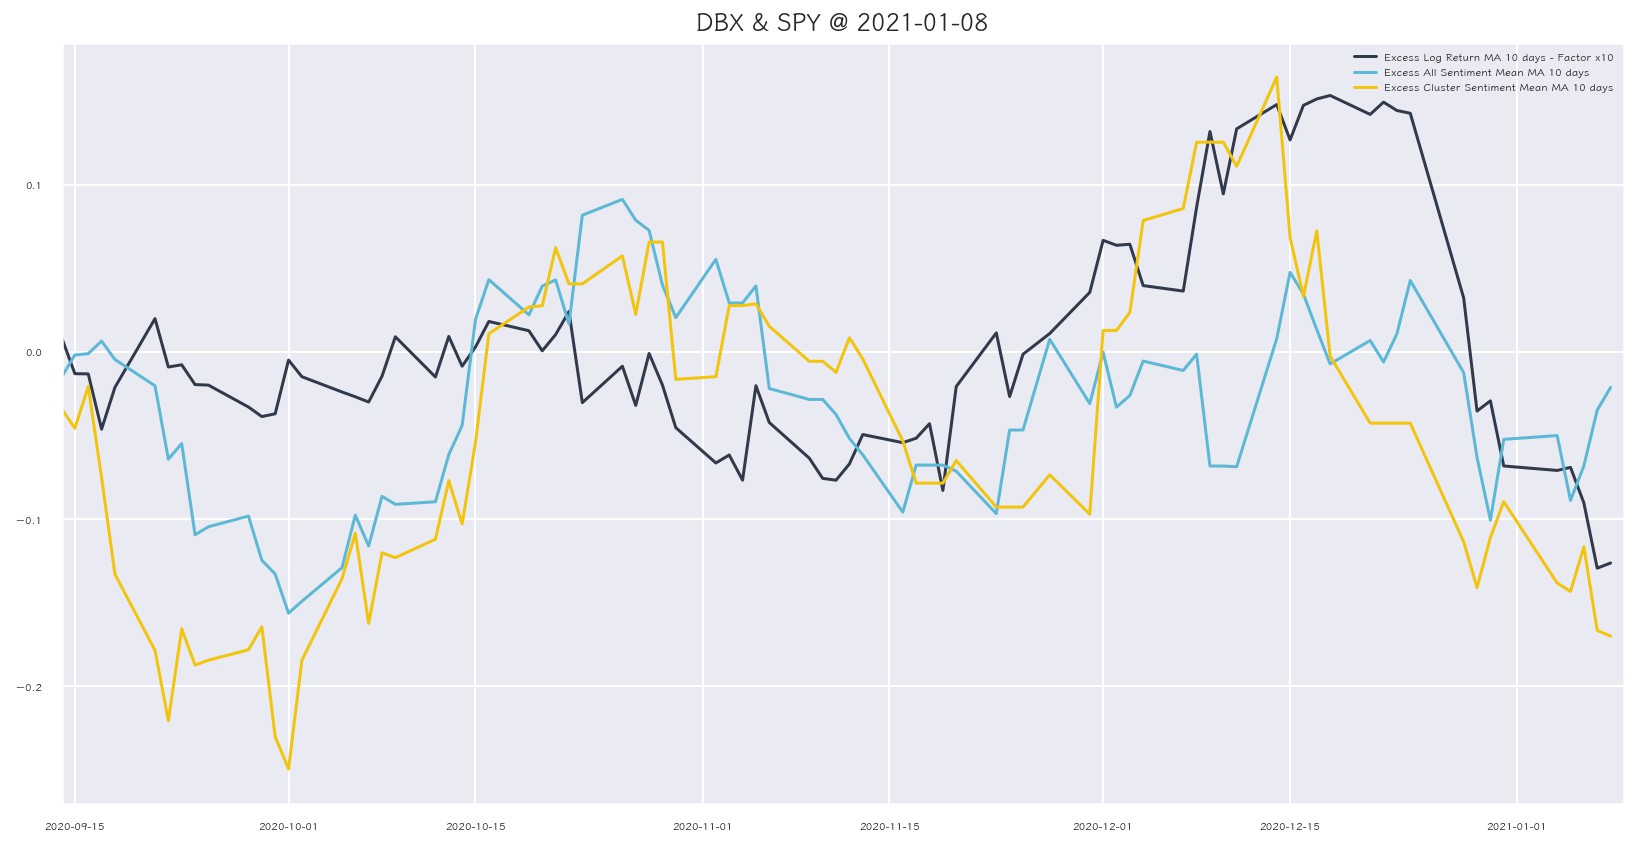 DBX & SPY @ 2021-01-08
Excess Log Return MA 10 days - Factor x10
Excess All Sentiment Mean MA 10 days
Excess Cluster Sentiment Mean MA 10 days
0.1
0.0
−0.1
−0.2
2020-09-15 2020-10-01 2020-10-15 2020-11-01 2020-11-15 2020-12-01 2020-12-15 2021-01-01